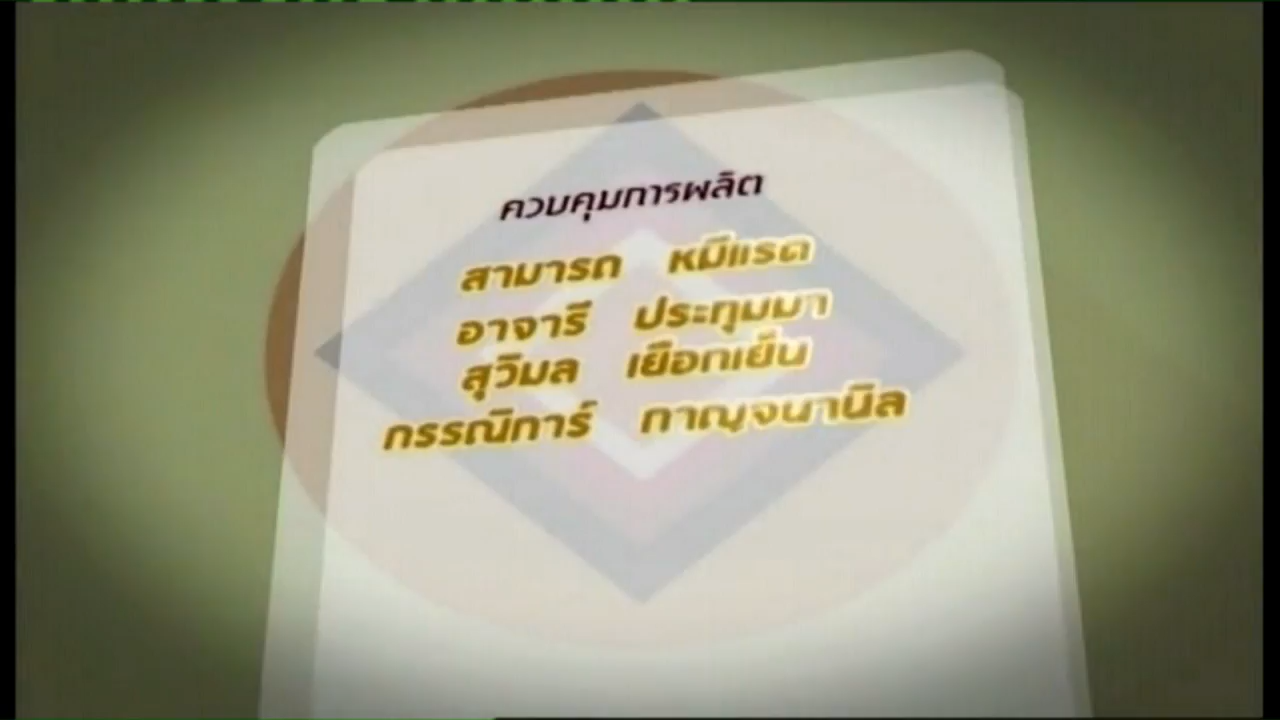 ควบคุมการผลิต
สามารถ หมีแรต
อาจารี ประทุมมา
สุวิมล เยือกเย็น
กรรณิการ์ กาญจนานิล